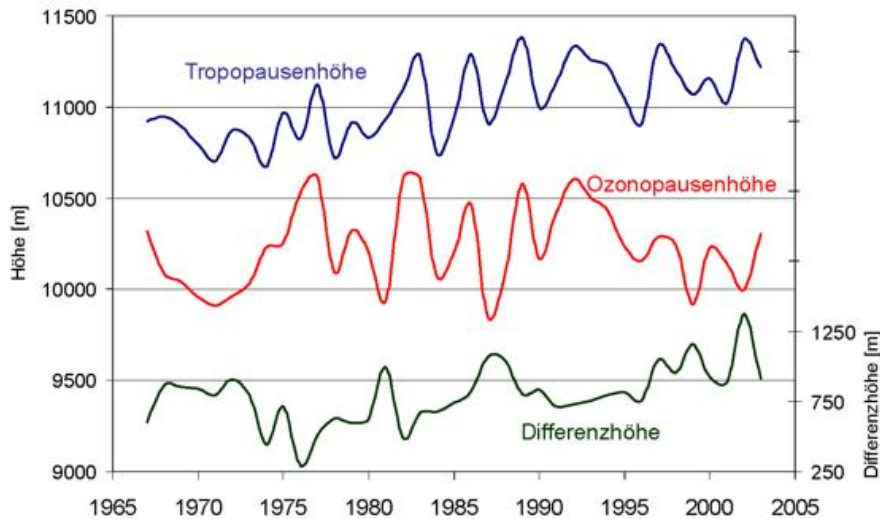 11500
11000
10500
10000
9500
9000
Höhe [m]
Tropopausenhöhe
Ozonopausenhöhe
Differenzhöhe
1250
750
250
Differenzhöhe [m]
1965 1970 1975 1980 1985 1990 1995 2000 2005